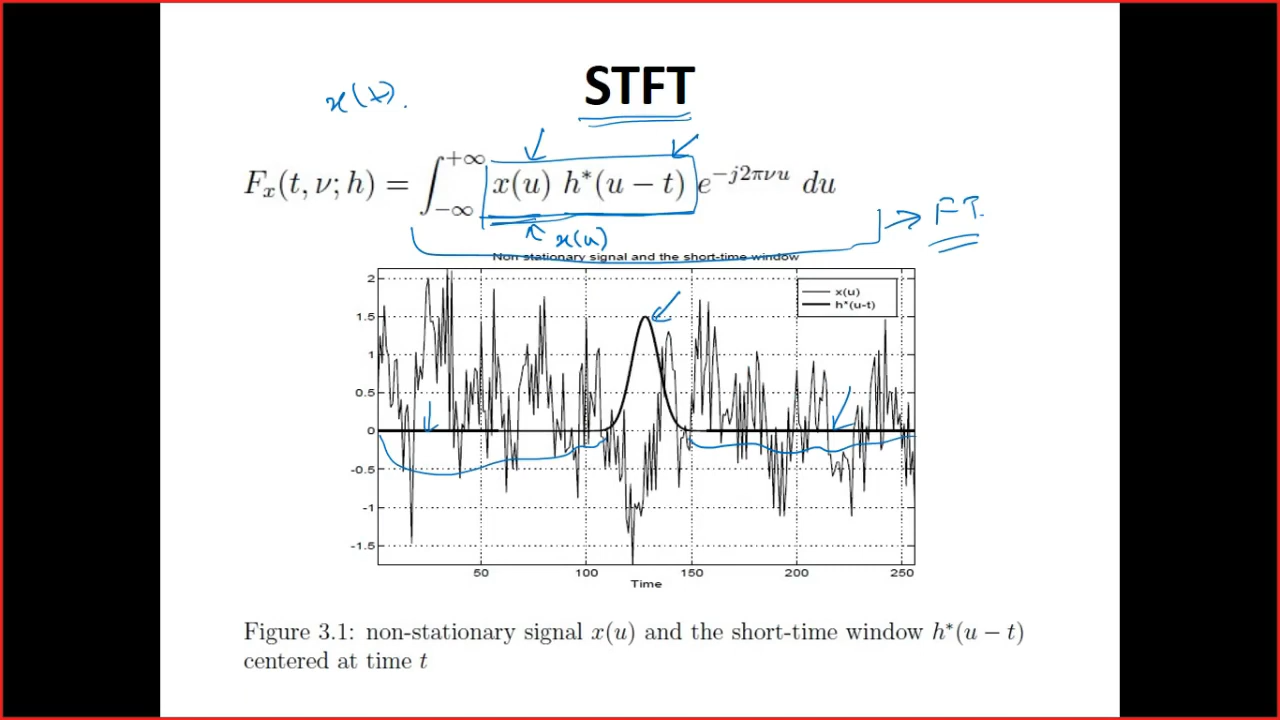 STFT
x(t).
Fₓ(t, ν; h) = ∫₋∞⁺∞ x(u) h*(u − t) e^{−j2πνu} du
FT.
x(u)
Non stationary signal and the short-time window
2
1.5
1
0.5
0
-0.5
-1
-1.5
x(u)
h*(u-t)
50 100 150 200 250
Time
Figure 3.1: non-stationary signal x(u) and the short-time window h*(u − t)
centered at time t